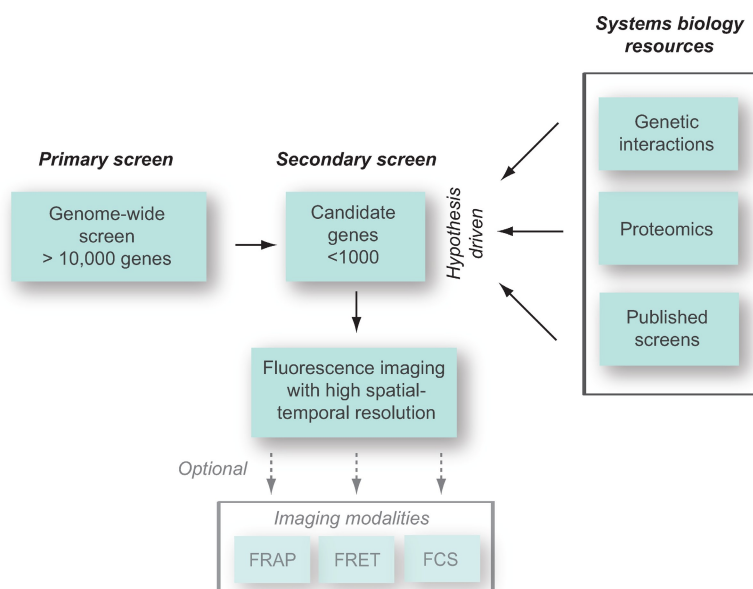 Systems biology
resources
Genetic
interactions
Proteomics
Published
screens
Primary screen
Genome-wide
screen
> 10,000 genes
Secondary screen
Candidate
genes
<1000
Hypothesis
driven
Fluorescence imaging
with high spatial-
temporal resolution
Optional
Imaging modalities
FRAP
FRET
FCS